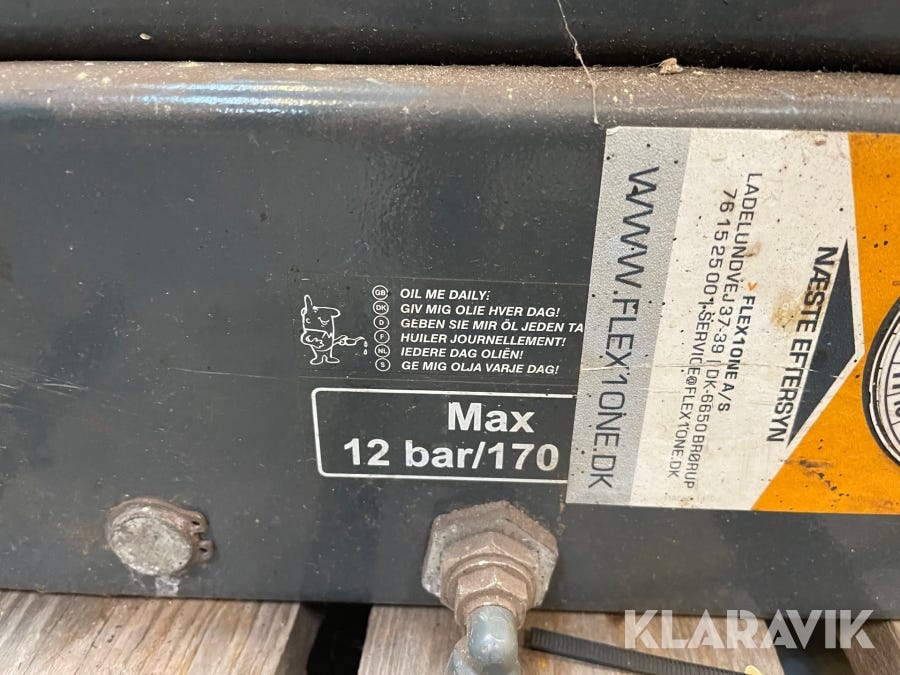 GB OIL ME DAILY!
DK GIV MIG OLIE HVER DAG!
D GEBEN SIE MIR ÖL JEDEN TA
F HUILER JOURNELLEMENT!
NL IEDERE DAG OLIËN!
S GE MIG OLJA VARJE DAG!
Max
12 bar/170
WWW.FLEX1ONE.DK
> FLEX1ONE A/S
LADELUNDVEJ 37-39 | DK-6650 BRØRUP
76 15 25 00 | SERVICE@FLEX1ONE.DK
NÆSTE EFTERSYN
KLARAVIK